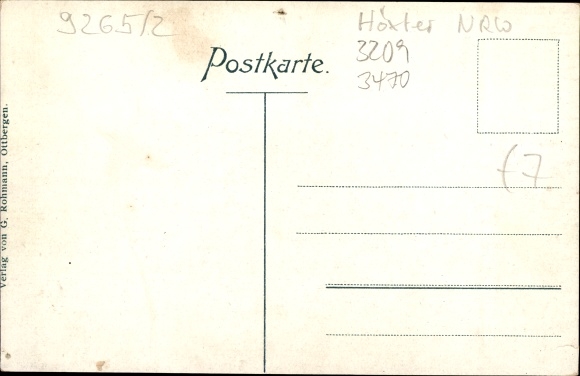 9265/2
Höxter NRW
3209
3470
Postkarte.
Verlag von G. Rohmann, Ottbergen.